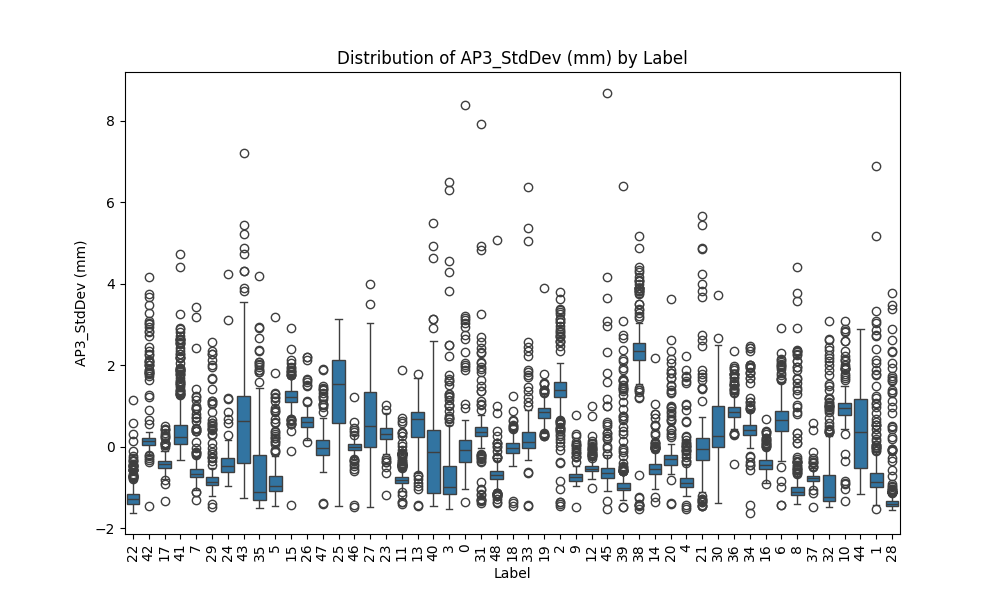 Distribution of AP3_StdDev (mm) by Label
AP3_StdDev (mm)
8
6
4
2
0
−2
22 42 17 41 7 29 24 43 35 5 15 26 47 25 46 27 23 11 13 40 3 0 31 48 18 33 19 2 9 12 45 39 38 14 20 4 21 30 36 34 16 6 8 37 32 10 44 1 28
Label